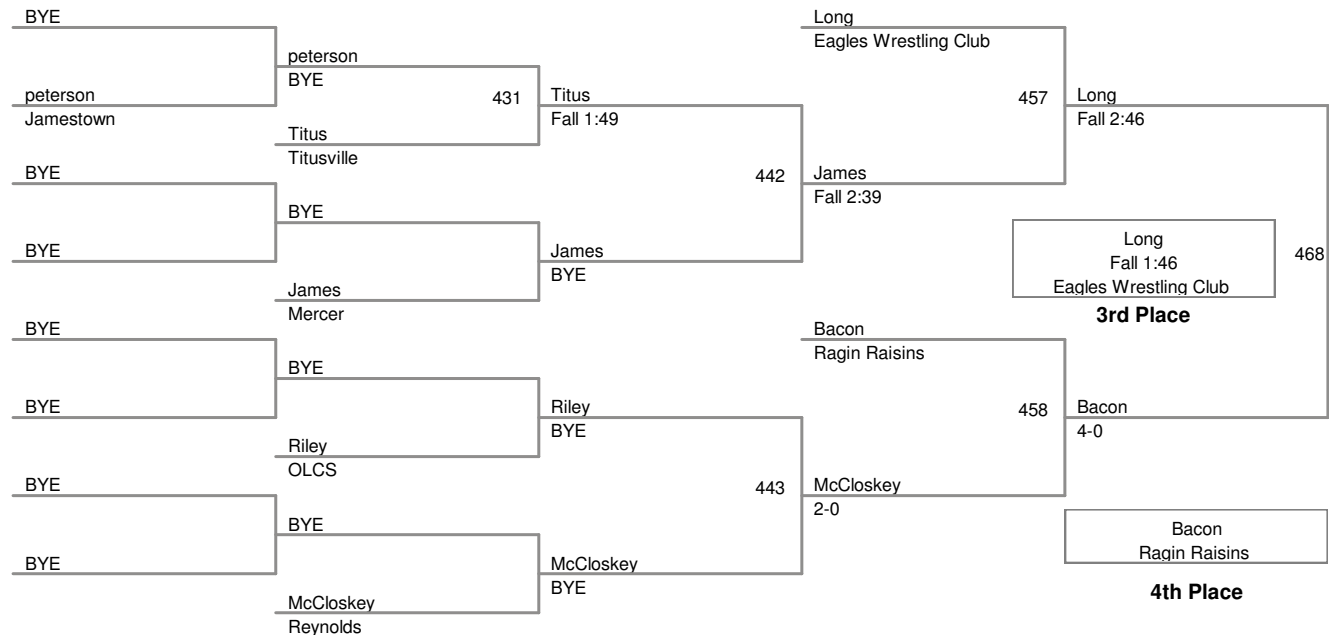 BYE
peterson
Jamestown
BYE
BYE
BYE
BYE
BYE
BYE
peterson
BYE
Titus
Titusville
BYE
James
Mercer
BYE
Riley
OLCS
BYE
McCloskey
Reynolds
431
Titus
Fall 1:49
James
BYE
Riley
BYE
McCloskey
BYE
442
443
Long
Eagles Wrestling Club
James
Fall 2:39
Bacon
Ragin Raisins
McCloskey
2-0
457
458
Long
Fall 2:46
Bacon
4-0
468
Long
Fall 1:46
Eagles Wrestling Club
3rd Place
Bacon
Ragin Raisins
4th Place